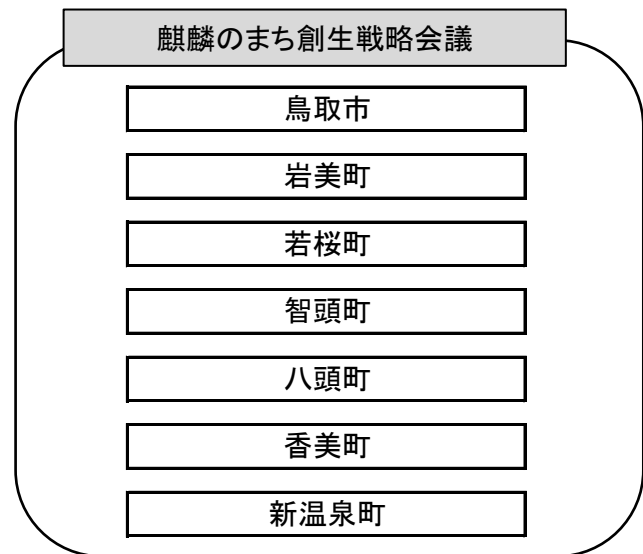 麒麟のまち創生戦略会議
鳥取市
岩美町
若桜町
智頭町
八頭町
香美町
新温泉町